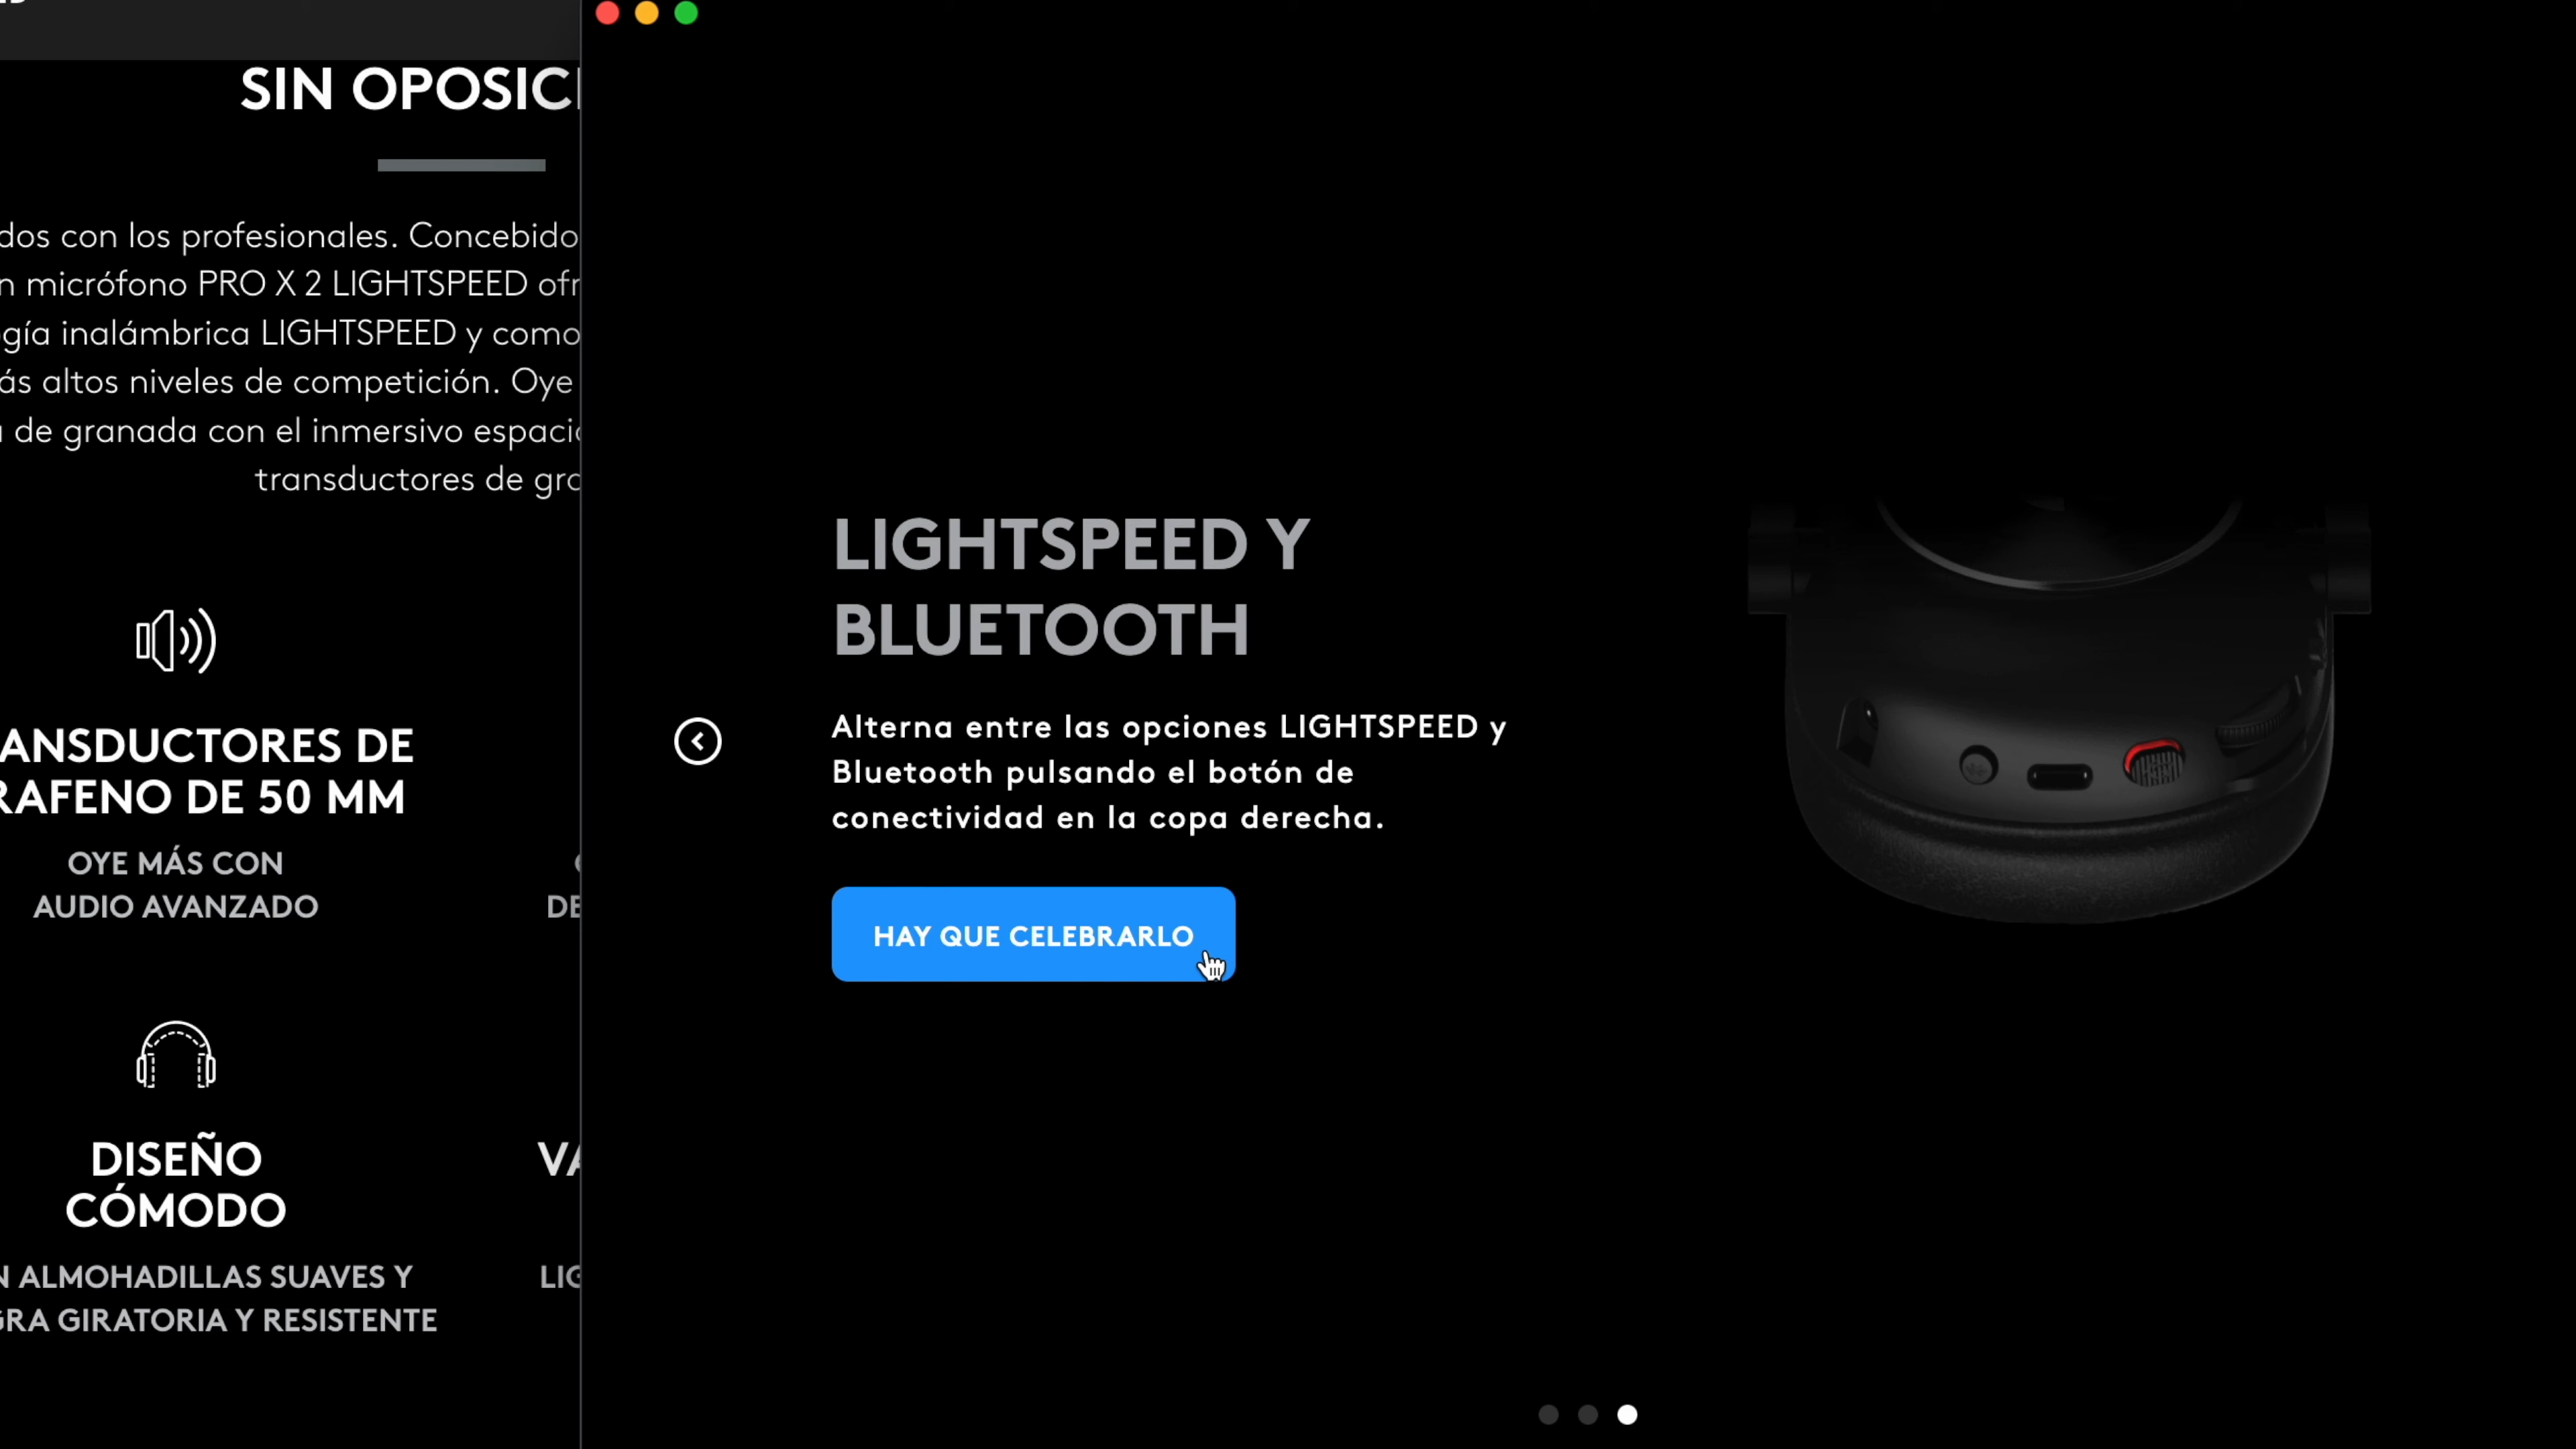 SIN OPOSICI
dos con los profesionales. Concebido
n micrófono PRO X 2 LIGHTSPEED ofr
gía inalámbrica LIGHTSPEED y como
ás altos niveles de competición. Oye
de granada con el inmersivo espacio
transductores de gra
ANSDUCTORES DE
RAFENO DE 50 MM
OYE MÁS CON
AUDIO AVANZADO
DE
DISEÑO
CÓMODO
VA
N ALMOHADILLAS SUAVES Y
GRA GIRATORIA Y RESISTENTE
LIG
LIGHTSPEED Y
BLUETOOTH
Alterna entre las opciones LIGHTSPEED y
Bluetooth pulsando el botón de
conectividad en la copa derecha.
HAY QUE CELEBRARLO